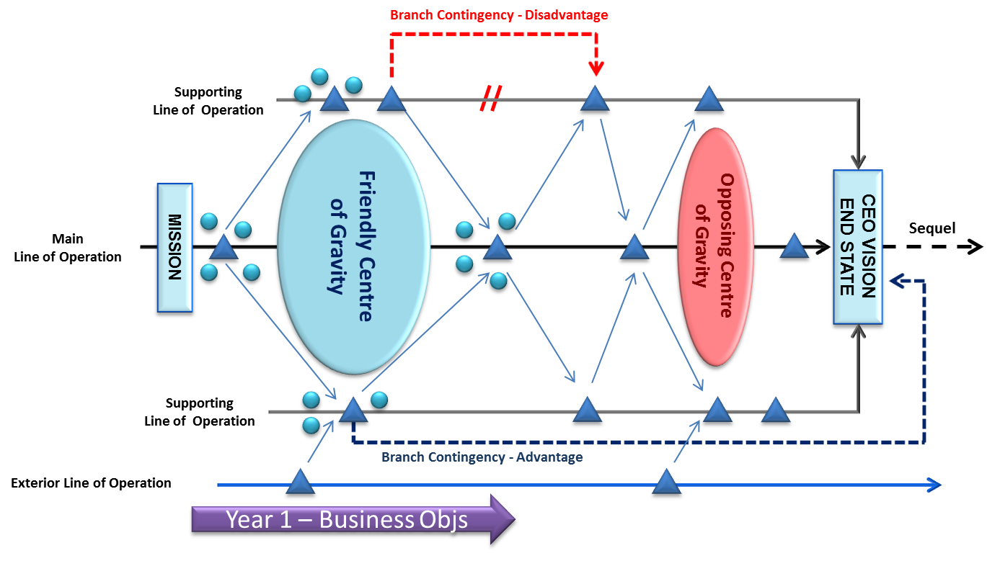 Branch Contingency - Disadvantage
Supporting
Line of  Operation
Main
Line of Operation
MISSION
Friendly Centre
of Gravity
Opposing Centre
of Gravity
CEO VISION
END STATE
Sequel
Supporting
Line of  Operation
Branch Contingency - Advantage
Exterior Line of Operation
Year 1 – Business Objs